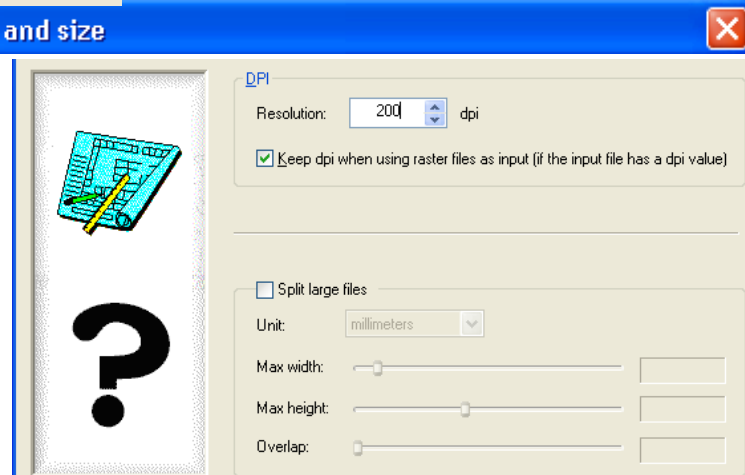 and size
DPI
Resolution: 200 dpi
Keep dpi when using raster files as input (if the input file has a dpi value)
Split large files
Unit: millimeters
Max width:
Max height:
Overlap: